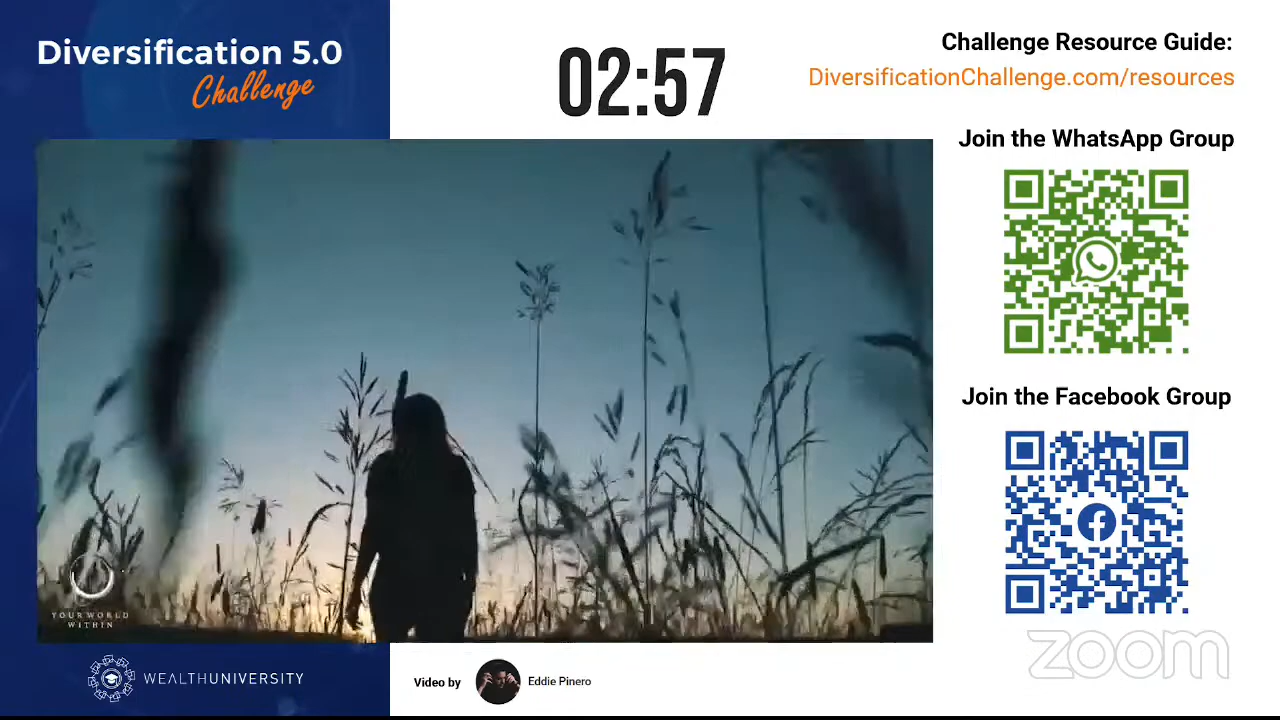 Diversification 5.0
Challenge
02:57
Challenge Resource Guide:
DiversificationChallenge.com/resources
Join the WhatsApp Group
Join the Facebook Group
YOUR WORLD
WITHIN
WEALTHUNIVERSITY
Video by
Eddie Pinero
zoom